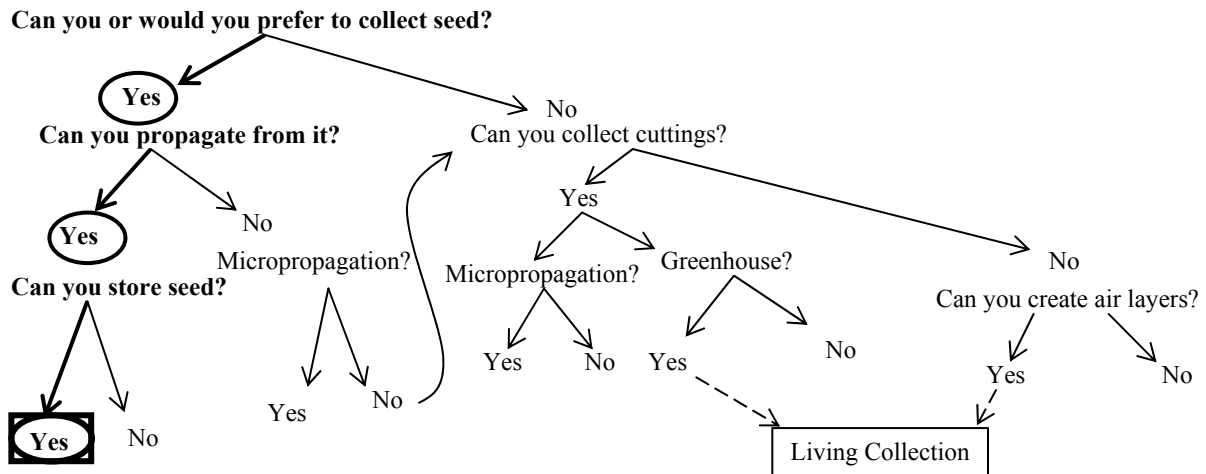 Can you or would you prefer to collect seed?
Yes
No
Can you propagate from it?
Can you collect cuttings?
Yes
No
Yes
No
Micropropagation?
Micropropagation?
Greenhouse?
No
Can you store seed?
Can you create air layers?
Yes
No
Yes
No
Yes
No
Yes
No
Yes
No
Living Collection